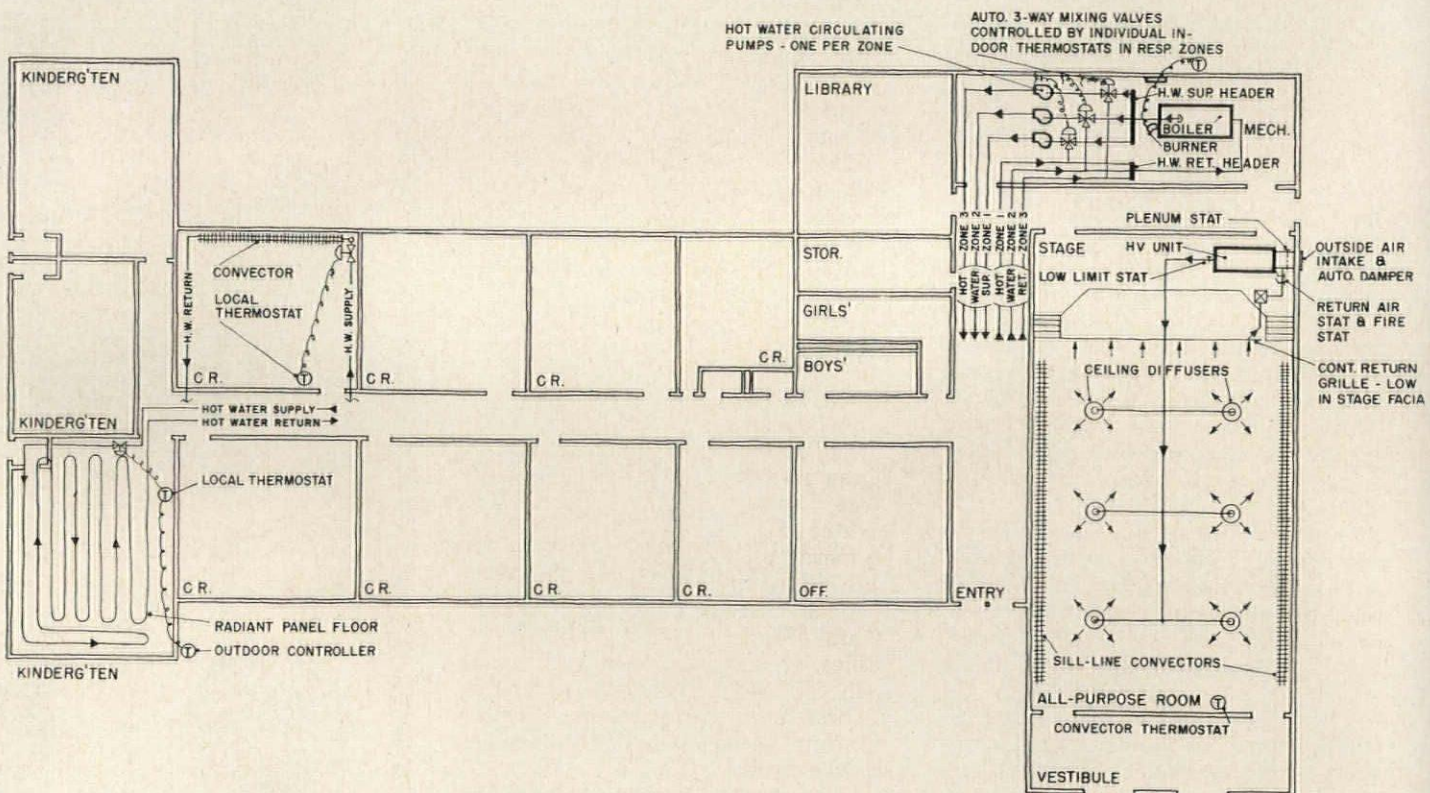 HOT WATER CIRCULATING
PUMPS - ONE PER ZONE
AUTO. 3-WAY MIXING VALVES
CONTROLLED BY INDIVIDUAL IN-
DOOR THERMOSTATS IN RESP. ZONES
T
KINDERG'TEN
LIBRARY
H.W. SUP. HEADER
BOILER
MECH.
BURNER
H.W. RET. HEADER
ZONE 3
ZONE 2
ZONE 1
ZONE 1
ZONE 2
ZONE 3
HOT
WATER
SUP.
HOT
WATER
RET.
STOR.
GIRLS'
BOYS'
STAGE
PLENUM STAT
HV UNIT
LOW LIMIT STAT
OUTSIDE AIR
INTAKE &
AUTO. DAMPER
RETURN AIR
STAT & FIRE
STAT
CONT. RETURN
GRILLE - LOW
IN STAGE FACIA
CONVECTOR
LOCAL
THERMOSTAT
H.W. RETURN
H.W. SUPPLY
T
C R.
C R.
C R.
C R.
CEILING DIFFUSERS
KINDERG'TEN
HOT WATER SUPPLY
HOT WATER RETURN
T
LOCAL THERMOSTAT
C R.
C R.
C R.
C R.
OFF.
ENTRY
RADIANT PANEL FLOOR
T
OUTDOOR CONTROLLER
KINDERG'TEN
SILL-LINE CONVECTORS
ALL-PURPOSE ROOM
T
CONVECTOR THERMOSTAT
VESTIBULE